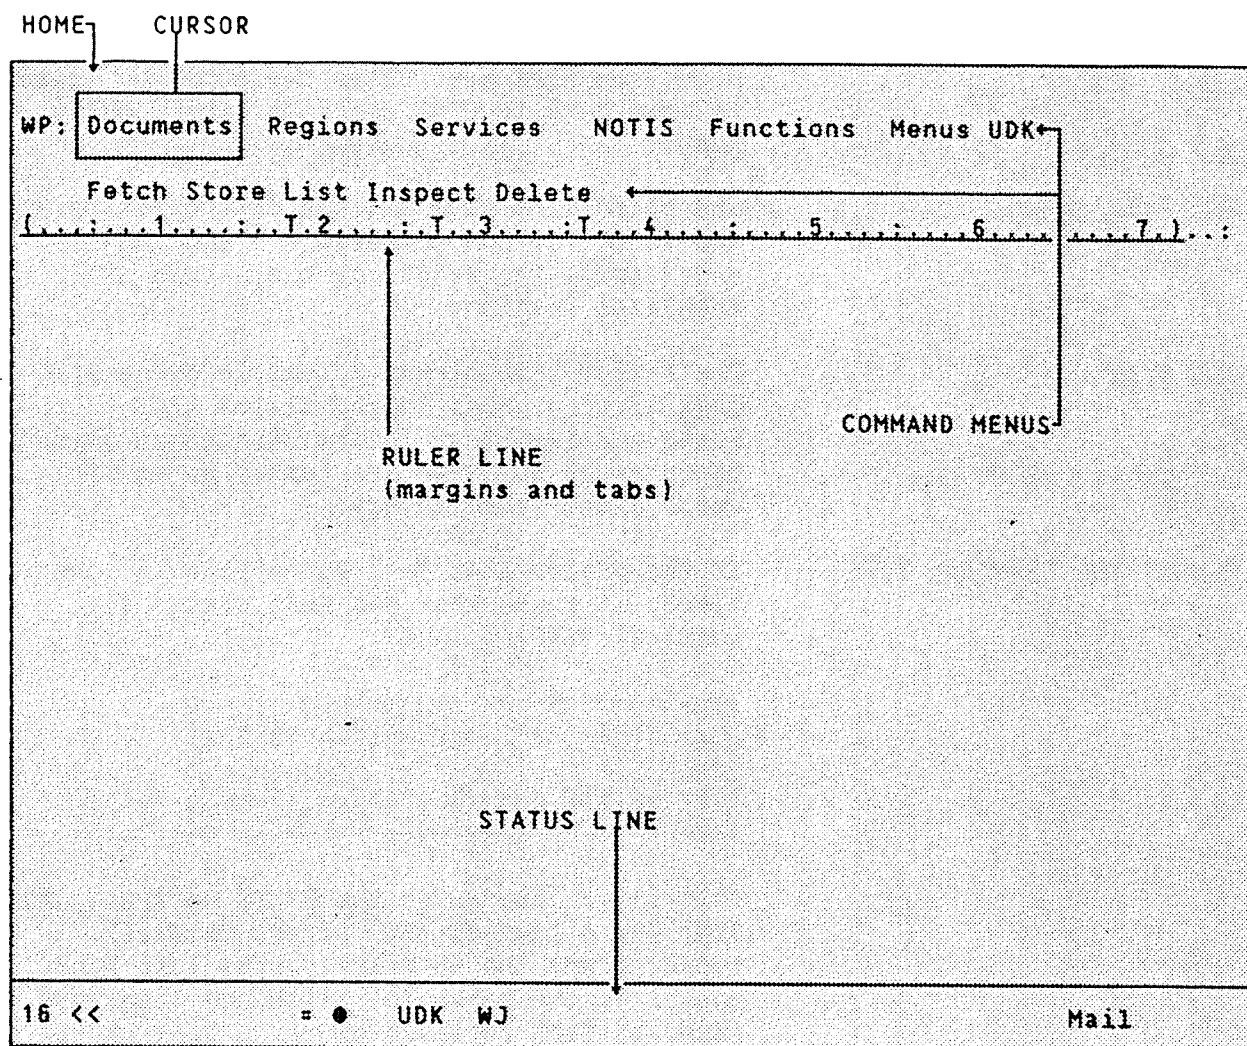 HOME CURSOR
WP: Documents Regions Services NOTIS Functions Menus UDK
Fetch Store List Inspect Delete
(...:...1....:..T.2....:.T..3....:T...4....:....5....:....6.... ....7.)..:
COMMAND MENUS
RULER LINE
(margins and tabs)
STATUS LINE
16 << = ● UDK WJ Mail